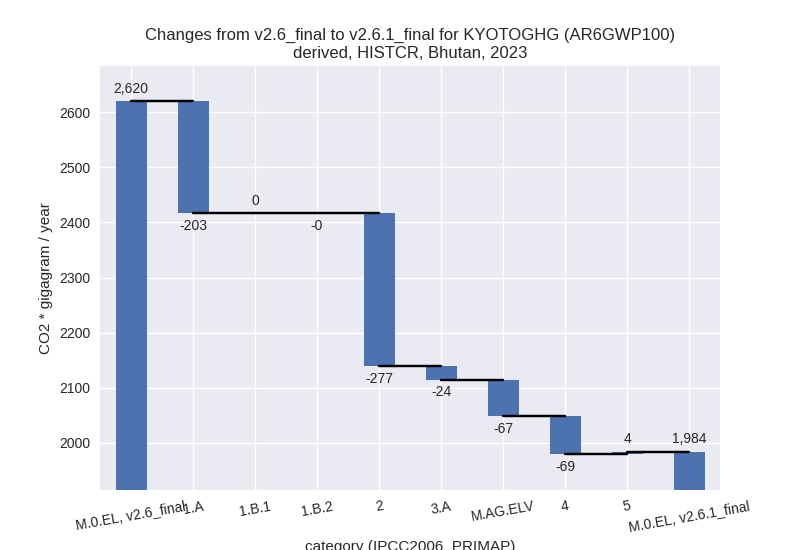 Changes from v2.6_final to v2.6.1_final for KYOTOGHG (AR6GWP100)
derived, HISTCR, Bhutan, 2023
CO2 * gigagram / year
2600
2500
2400
2300
2200
2100
2000
2,620
-203
0
-0
-277
-24
-67
-69
4
1,984
M.0.EL, v2.6_final
1.A
1.B.1
1.B.2
2
3.A
M.AG.ELV
4
5
M.0.EL, v2.6.1_final
category (IPCC2006_PRIMAP)